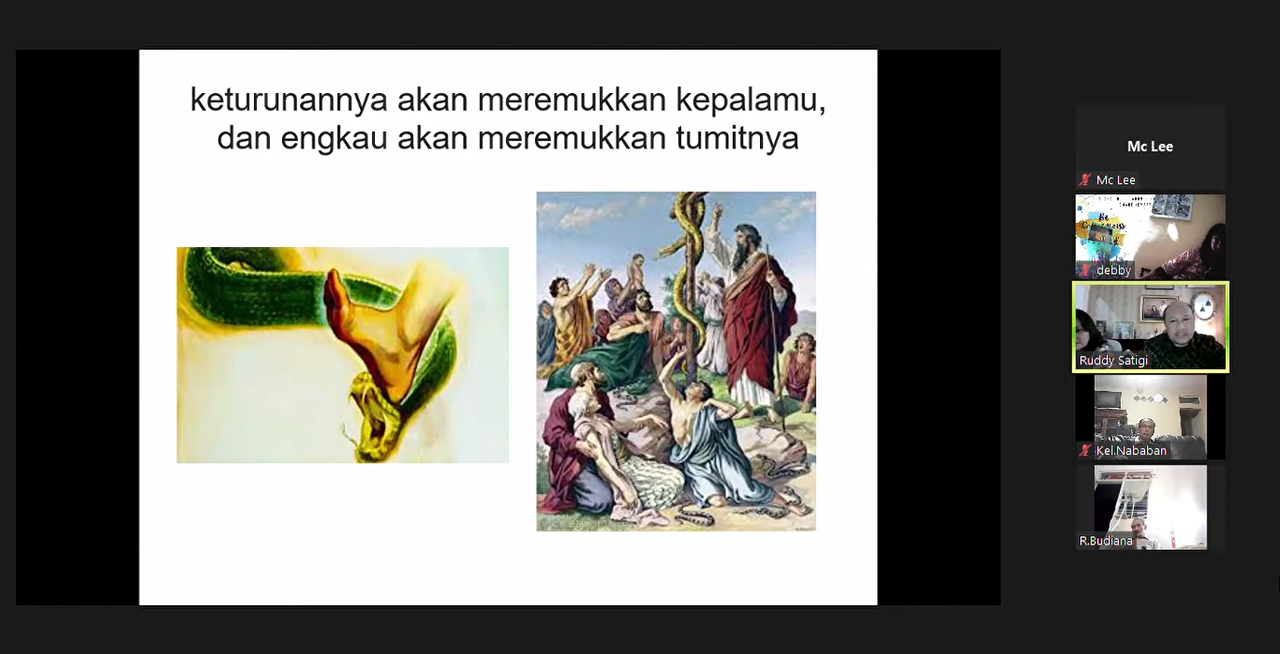 keturunannya akan meremukkan kepalamu,
dan engkau akan meremukkan tumitnya
Mc Lee
Mc Lee
debby
Ruddy Satigi
Kel.Nababan
R.Budiana